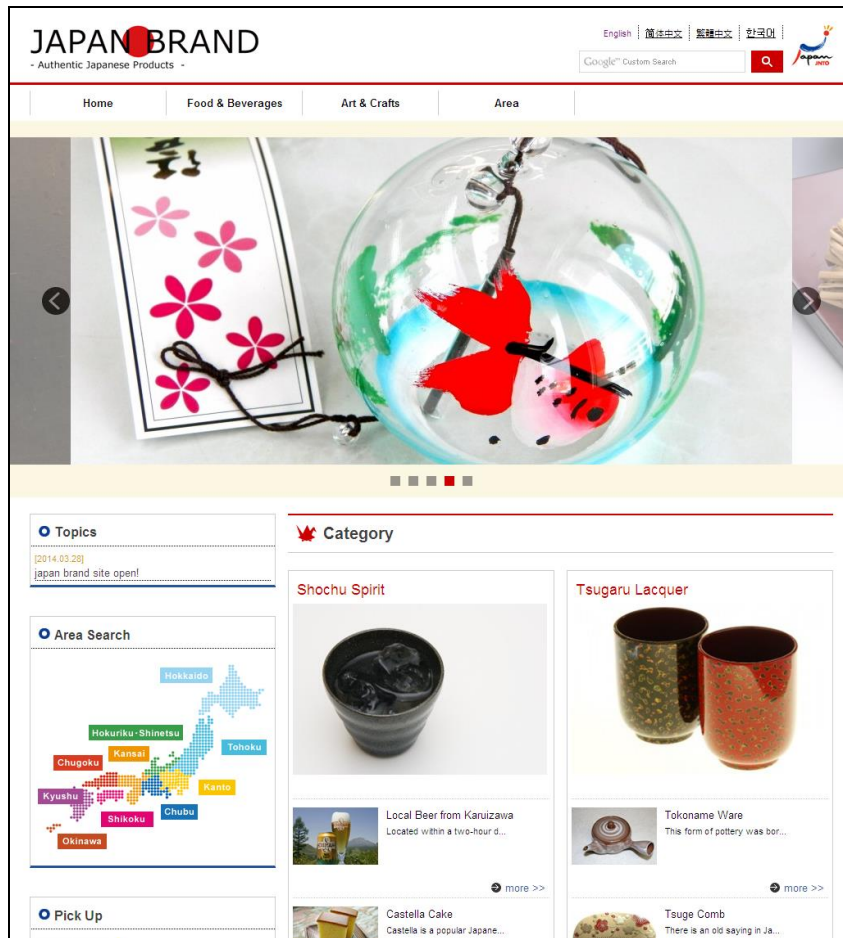 JAPAN BRAND
- Authentic Japanese Products -
English 简体中文 繁體中文 한국어
Google™ Custom Search
Japan
JNTO
Home Food & Beverages Art & Crafts Area
Topics
[2014.03.28]
japan brand site open!
Area Search
Hokkaido
Hokuriku·Shinetsu
Tohoku
Kansai
Chugoku
Kanto
Kyushu
Chubu
Shikoku
Okinawa
Pick Up
Category
Shochu Spirit
Local Beer from Karuizawa
Located within a two-hour d...
more >>
Castella Cake
Castella is a popular Japane...
Tsugaru Lacquer
Tokoname Ware
This form of pottery was bor...
more >>
Tsuge Comb
There is an old saying in Ja...